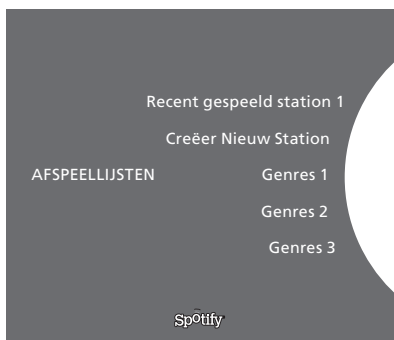 Recent gespeeld station 1
Creëer Nieuw Station
AFSPEELLIJSTEN Genres 1
Genres 2
Genres 3
Spotify